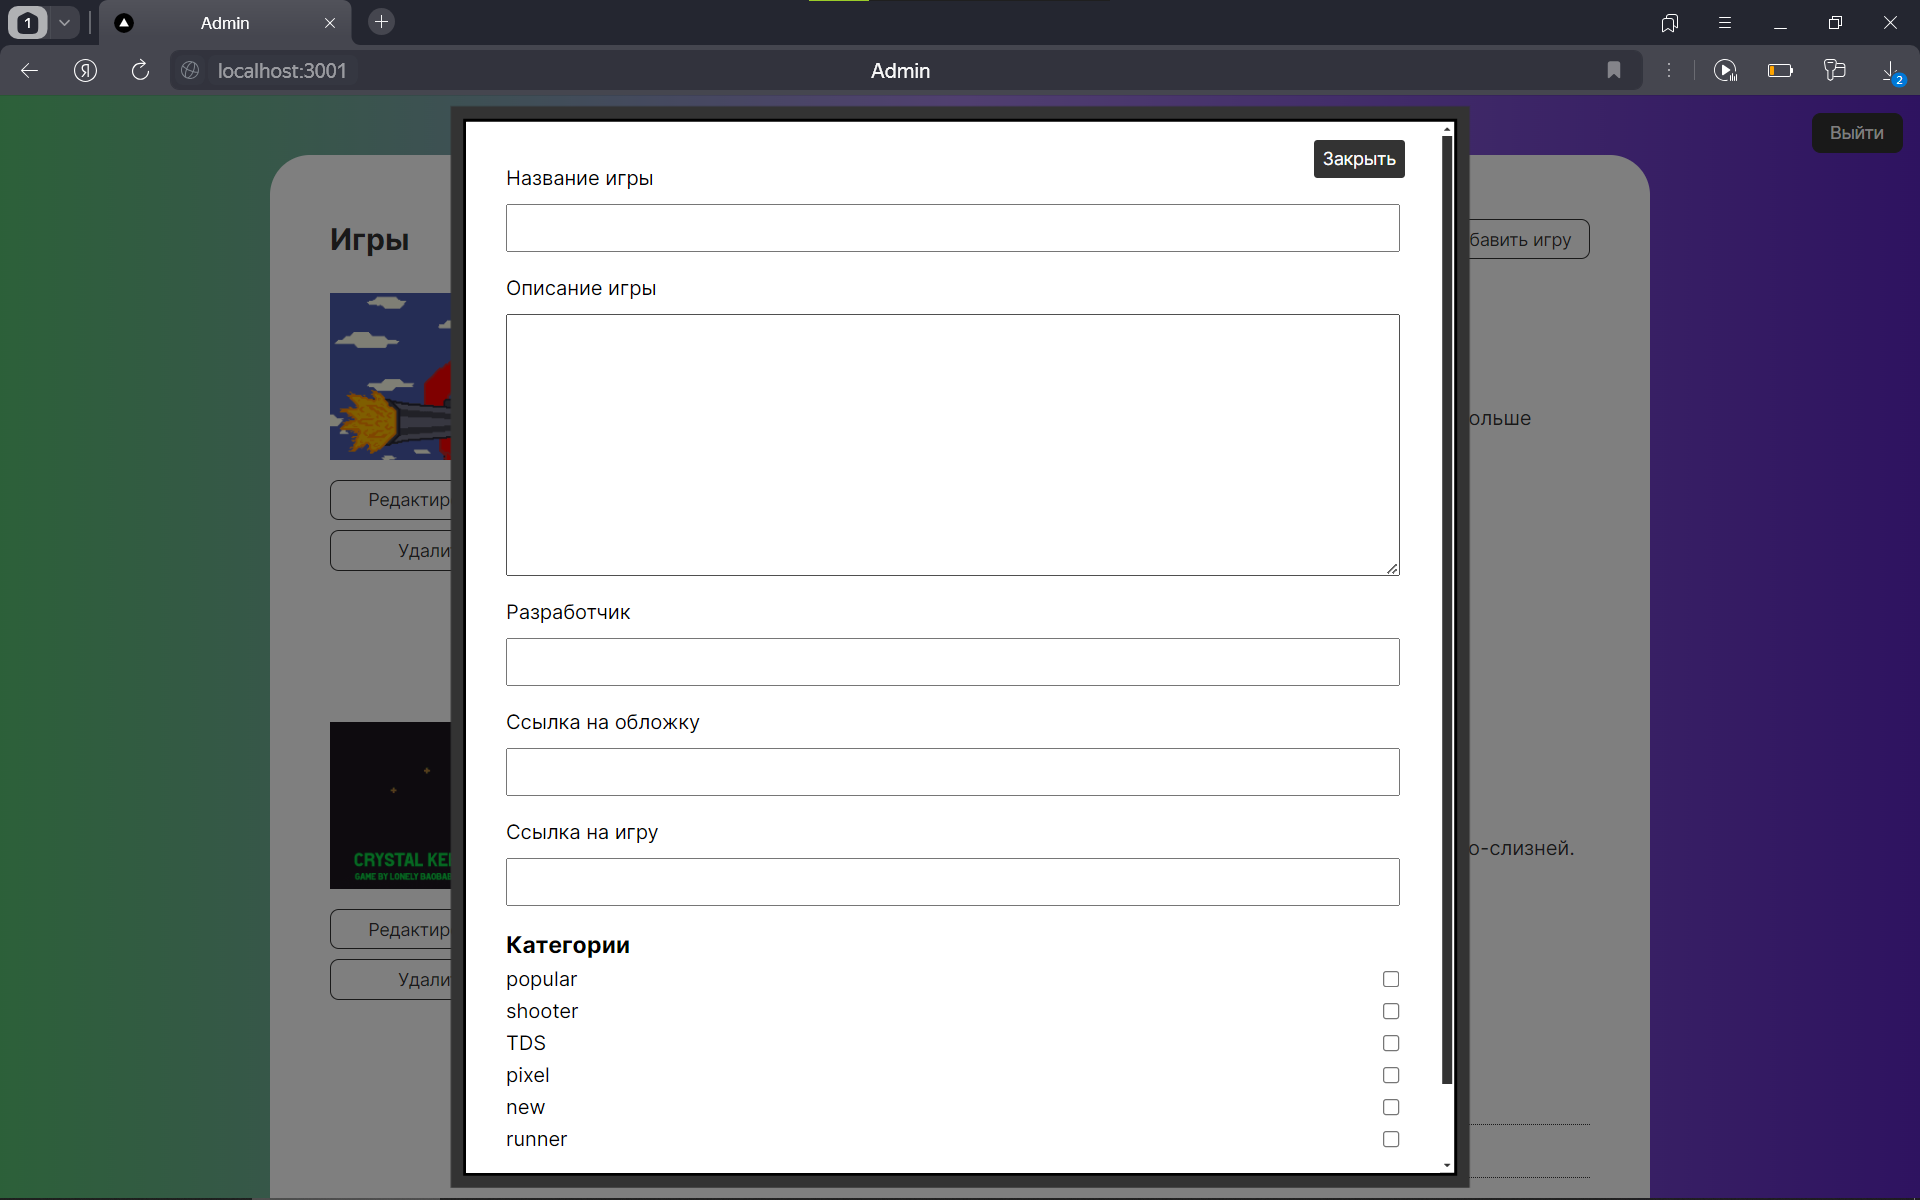 1
Admin
localhost:3001
Admin
2
Выйти
Закрыть
Название игры
Игры
бавить игру
Описание игры
ольше
Редактир
Удали
Разработчик
Ссылка на обложку
Ссылка на игру
о-слизней.
CRYSTAL KE
GAME BY LONELY BAOBAB
Редактир
Категории
popular
Удали
shooter
TDS
pixel
new
runner